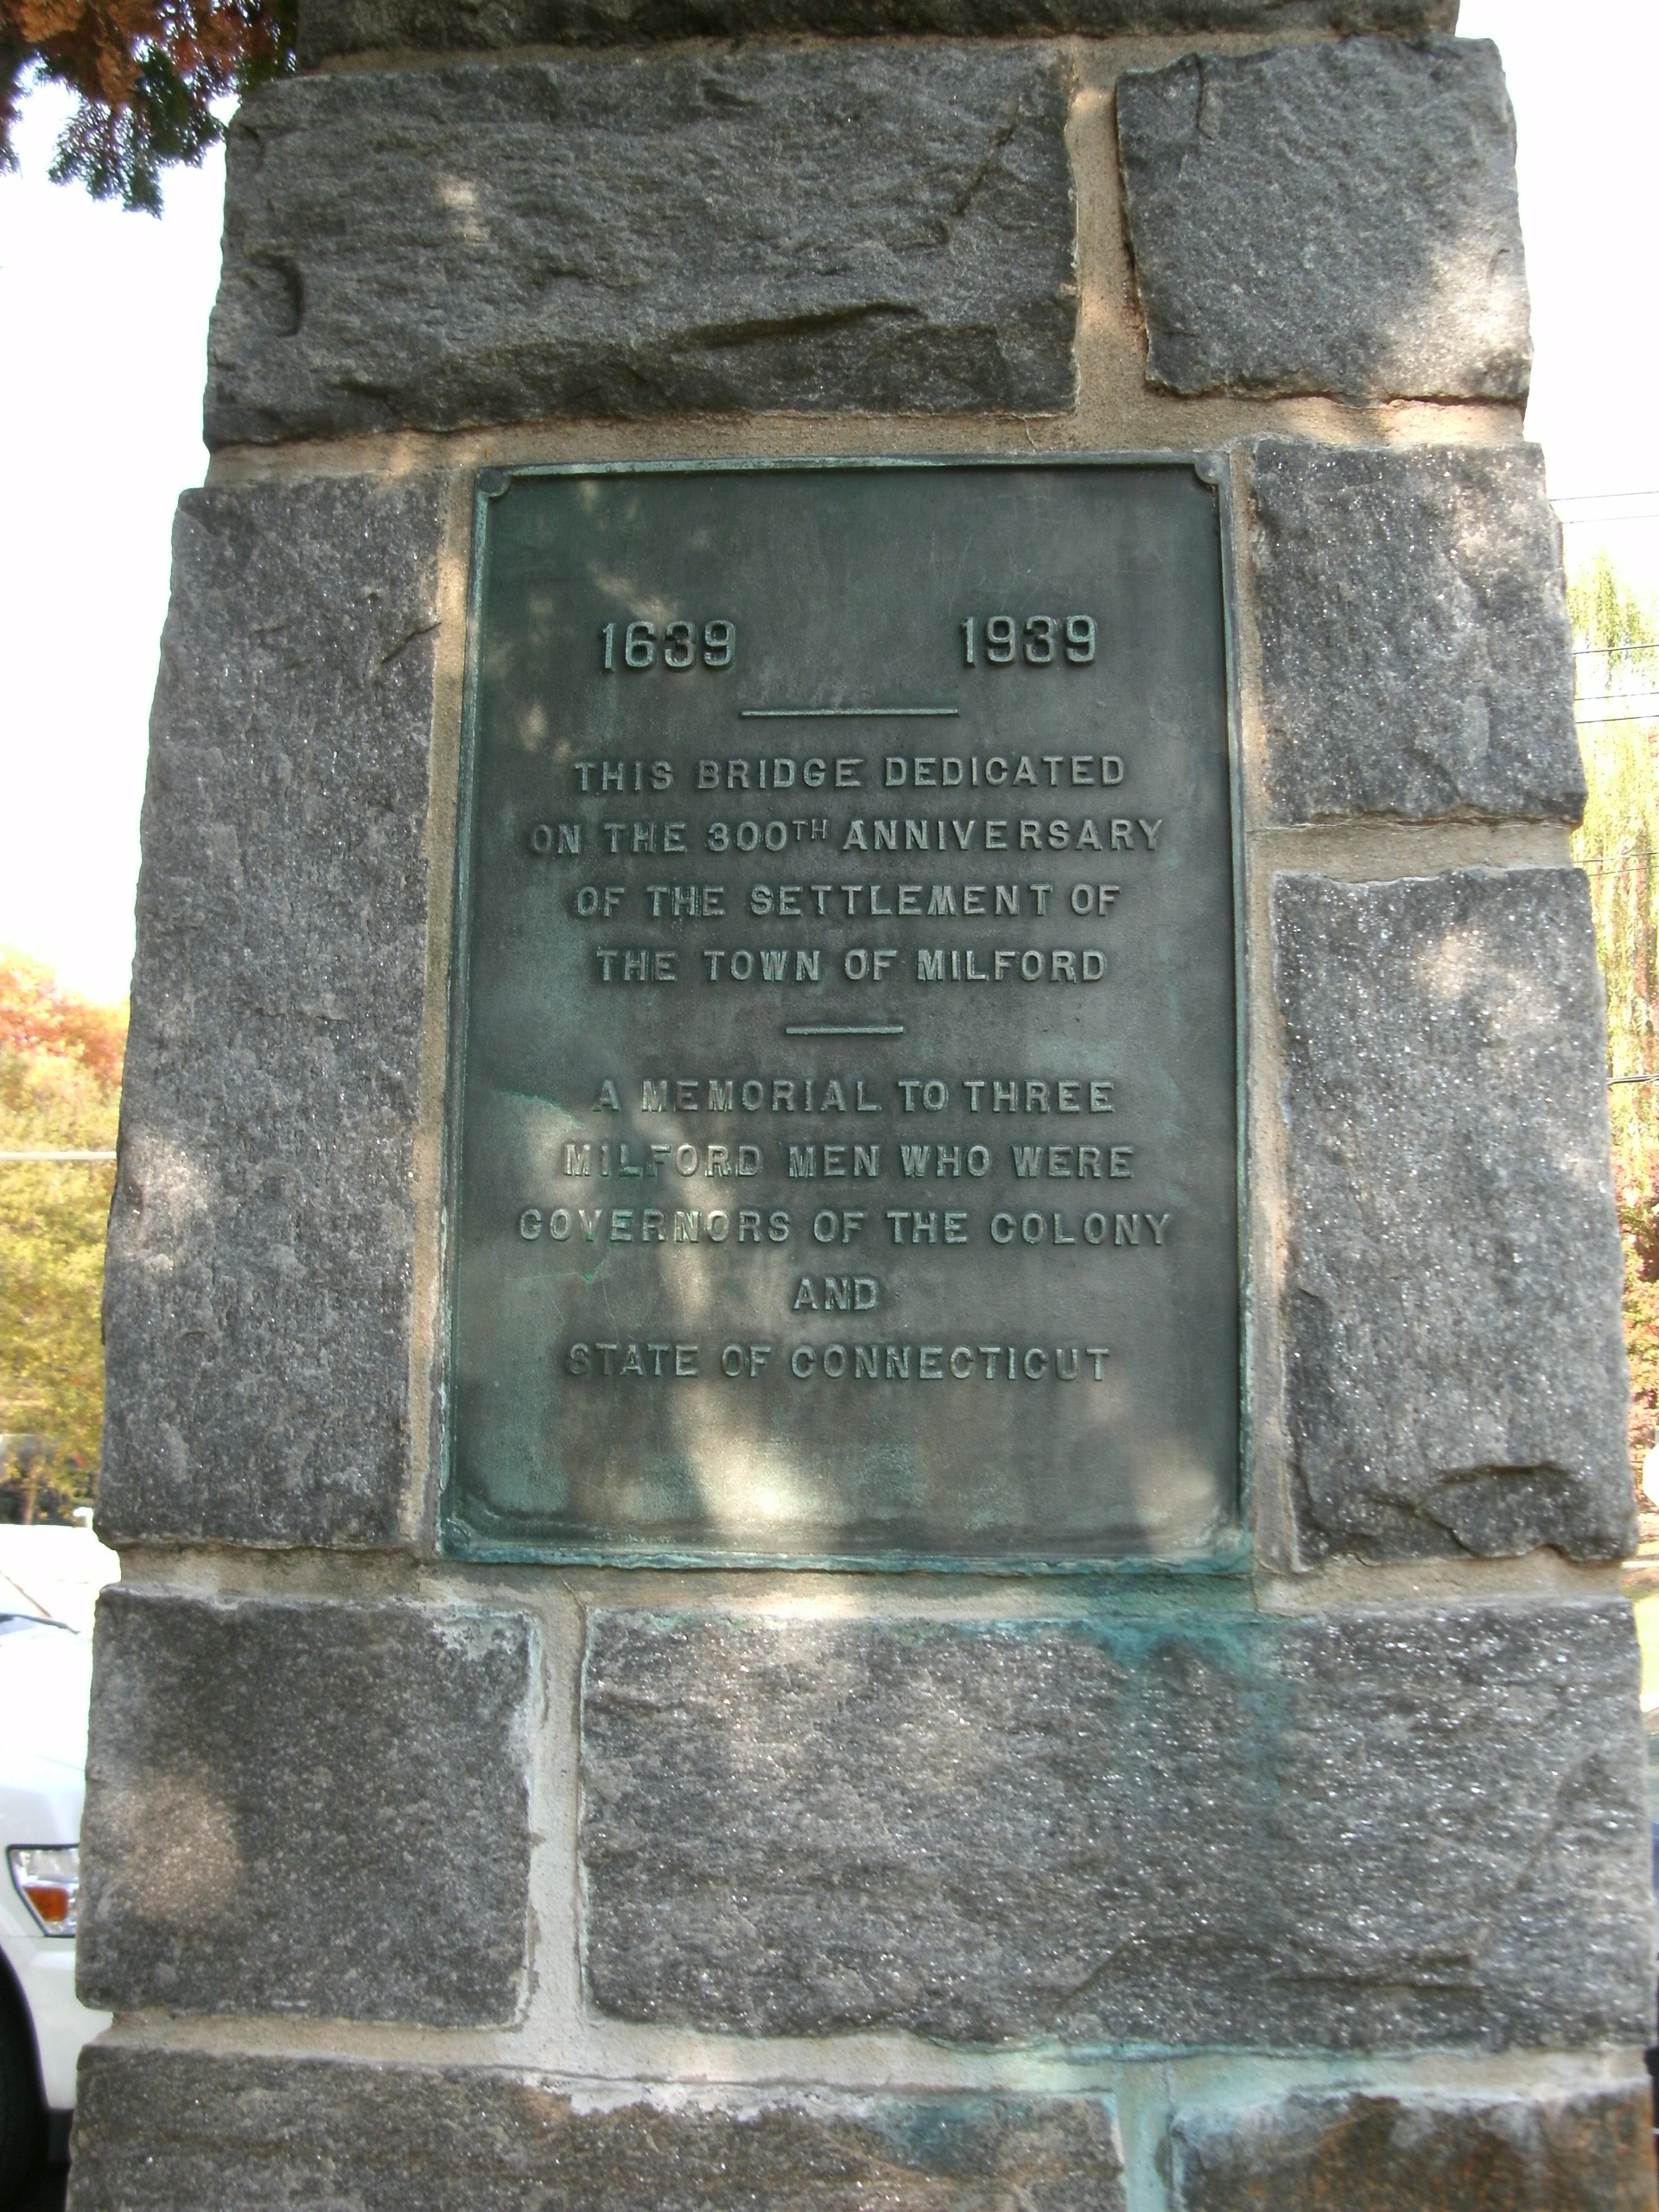 1639 1939
THIS BRIDGE DEDICATED
ON THE 300TH ANNIVERSARY
OF THE SETTLEMENT OF
THE TOWN OF MILFORD
A MEMORIAL TO THREE
MILFORD MEN WHO WERE
GOVERNORS OF THE COLONY
AND
STATE OF CONNECTICUT